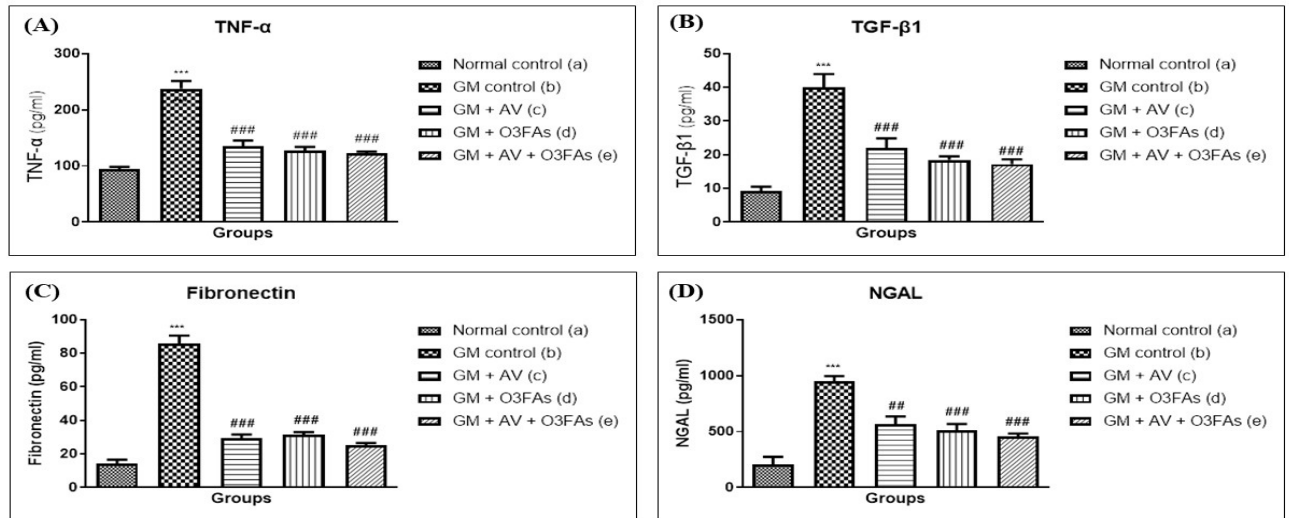 (A)
TNF-α
TNF-α (pg/ml)
300
200
100
0
***
###
###
###
Groups
Normal control (a)
GM control (b)
GM + AV (c)
GM + O3FAs (d)
GM + AV + O3FAs (e)
(B)
TGF-β1
TGF-β1 (pg/ml)
50
40
30
20
10
0
***
###
###
###
Groups
Normal control (a)
GM control (b)
GM + AV (c)
GM + O3FAs (d)
GM + AV + O3FAs (e)
(C)
Fibronectin
Fibronectin (pg/ml)
100
80
60
40
20
0
***
###
###
###
Groups
Normal control (a)
GM control (b)
GM + AV (c)
GM + O3FAs (d)
GM + AV + O3FAs (e)
(D)
NGAL
NGAL (pg/ml)
1500
1000
500
0
***
##
###
###
Groups
Normal control (a)
GM control (b)
GM + AV (c)
GM + O3FAs (d)
GM + AV + O3FAs (e)